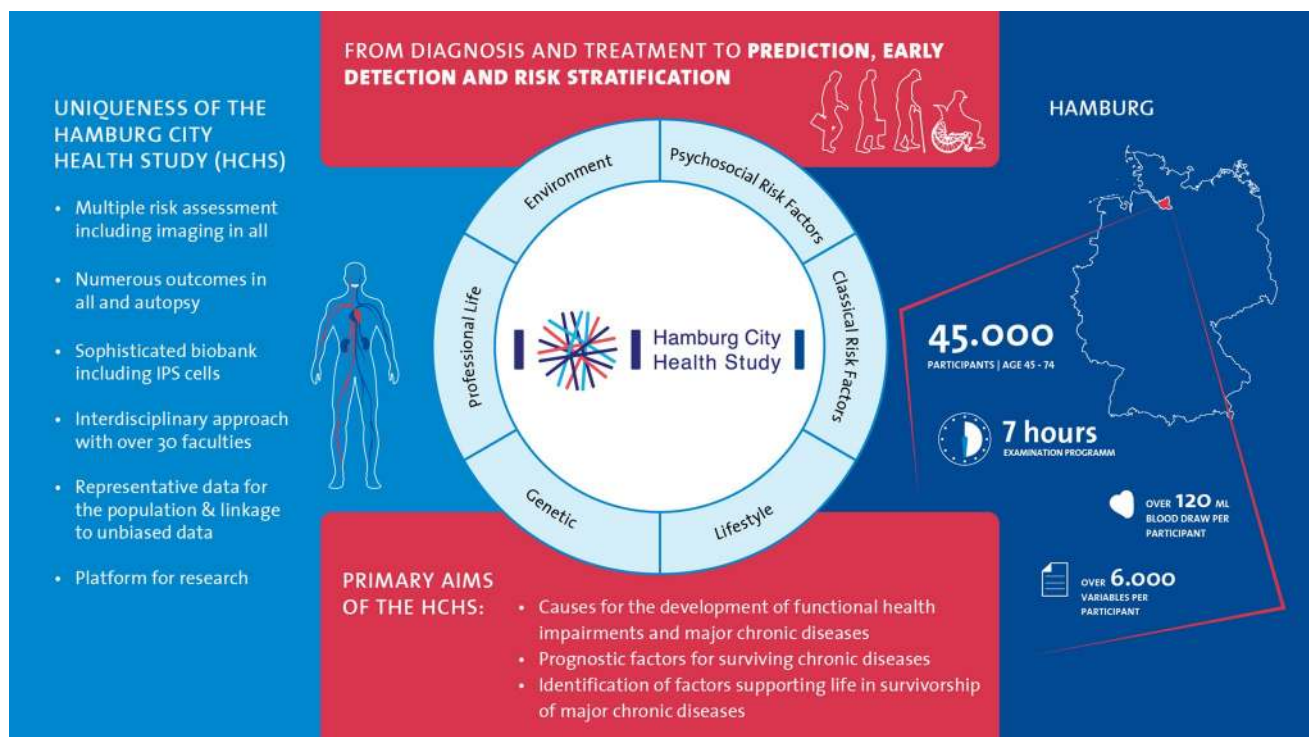 FROM DIAGNOSIS AND TREATMENT TO PREDICTION, EARLY
DETECTION AND RISK STRATIFICATION
UNIQUENESS OF THE
HAMBURG CITY
HEALTH STUDY (HCHS)
• Multiple risk assessment
including imaging in all
• Numerous outcomes in
all and autopsy
• Sophisticated biobank
including IPS cells
• Interdisciplinary approach
with over 30 faculties
• Representative data for
the population & linkage
to unbiased data
• Platform for research
Environment
Psychosocial Risk Factors
Classical Risk Factors
Lifestyle
Genetic
Professional Life
Hamburg City
Health Study
PRIMARY AIMS
OF THE HCHS:
• Causes for the development of functional health
impairments and major chronic diseases
• Prognostic factors for surviving chronic diseases
• Identification of factors supporting life in survivorship
of major chronic diseases
HAMBURG
45.000
PARTICIPANTS | AGE 45 - 74
7 hours
EXAMINATION PROGRAMM
OVER 120 ML
BLOOD DRAW PER
PARTICIPANT
OVER 6.000
VARIABLES PER
PARTICIPANT